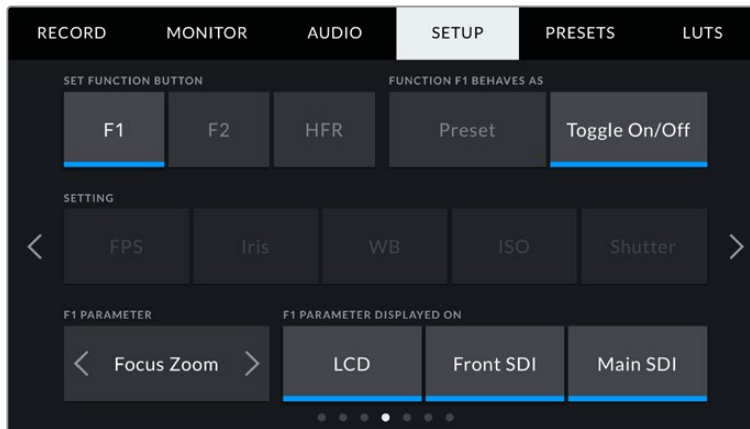 RECORD MONITOR AUDIO SETUP PRESETS LUTS
SET FUNCTION BUTTON FUNCTION F1 BEHAVES AS
F1 F2 HFR Preset Toggle On/Off
SETTING
FPS Iris WB ISO Shutter
F1 PARAMETER F1 PARAMETER DISPLAYED ON
Focus Zoom LCD Front SDI Main SDI